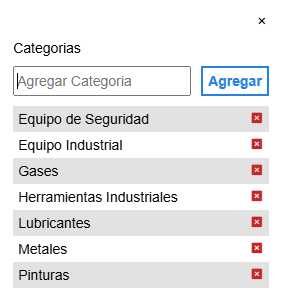 ×
Categorias
Agregar Categoria
Agregar
Equipo de Seguridad
Equipo Industrial
Gases
Herramientas Industriales
Lubricantes
Metales
Pinturas